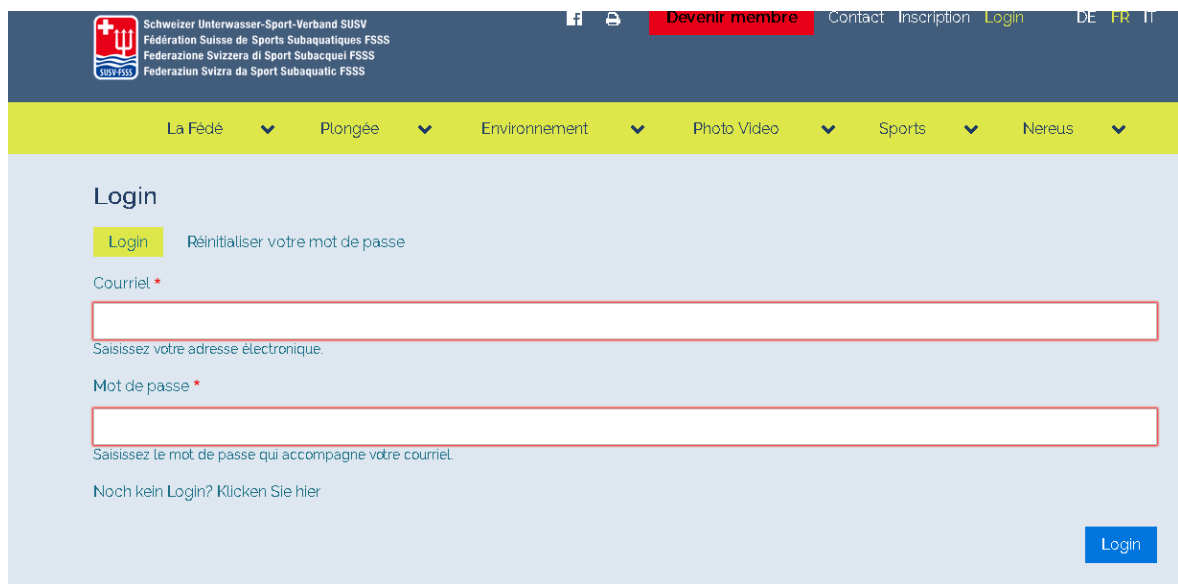 Devenir membre Contact Inscription Login DE FR IT
Schweizer Unterwasser-Sport-Verband SUSV
Fédération Suisse de Sports Subaquatiques FSSS
Federazione Svizzera di Sport Subacquei FSSS
Federaziun Svizra da Sport Subaquatic FSSS
SUSV-FSSS
La Fédé Plongée Environnement Photo Video Sports Nereus
Login
Login Réinitialiser votre mot de passe
Courriel *
Saisissez votre adresse électronique.
Mot de passe *
Saisissez le mot de passe qui accompagne votre courriel.
Noch kein Login? Klicken Sie hier
Login